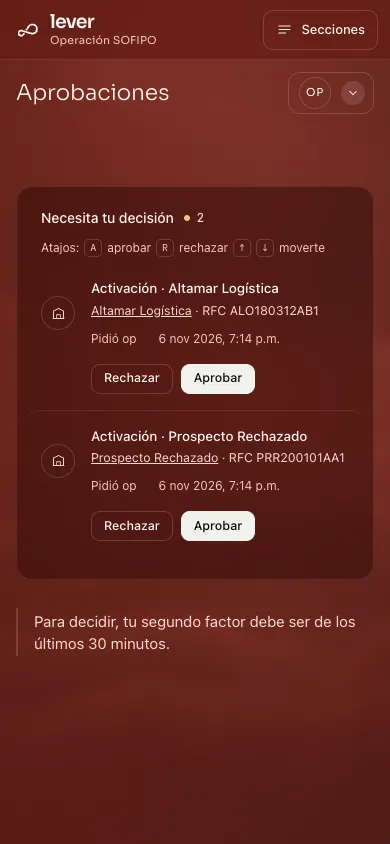 lever
Operación SOFIPO
Secciones
Aprobaciones
OP
Necesita tu decisión • 2
Atajos: A aprobar R rechazar ↑ ↓ moverte
Activación · Altamar Logística
Altamar Logística · RFC ALO180312AB1
Pidió op 6 nov 2026, 7:14 p.m.
Rechazar Aprobar
Activación · Prospecto Rechazado
Prospecto Rechazado · RFC PRR200101AA1
Pidió op 6 nov 2026, 7:14 p.m.
Rechazar Aprobar
Para decidir, tu segundo factor debe ser de los
últimos 30 minutos.